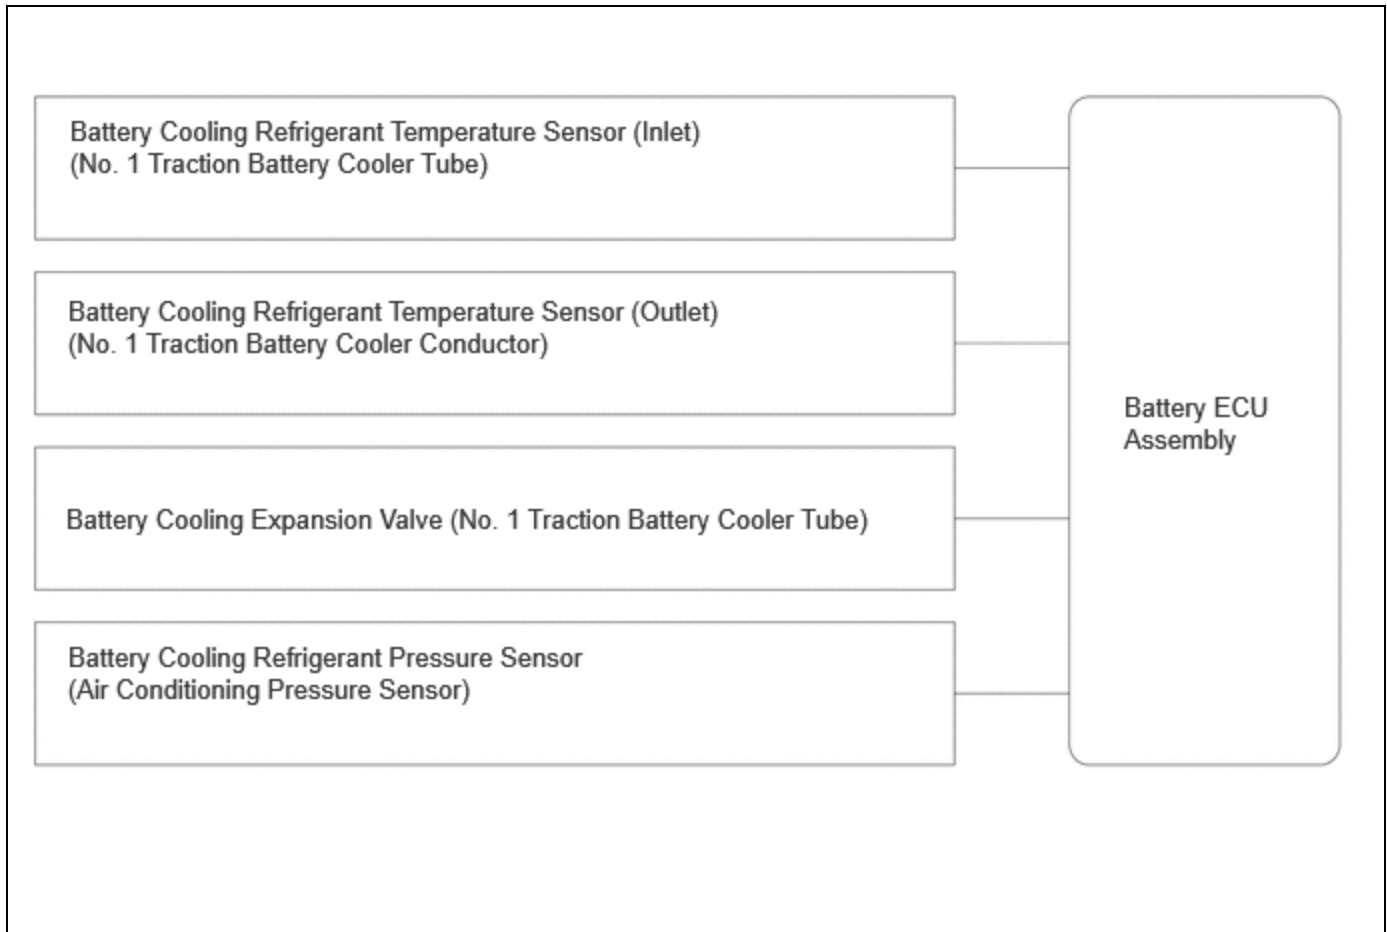 Battery Cooling Refrigerant Temperature Sensor (Inlet)
(No. 1 Traction Battery Cooler Tube)
Battery Cooling Refrigerant Temperature Sensor (Outlet)
(No. 1 Traction Battery Cooler Conductor)
Battery Cooling Expansion Valve (No. 1 Traction Battery Cooler Tube)
Battery Cooling Refrigerant Pressure Sensor
(Air Conditioning Pressure Sensor)
Battery ECU
Assembly